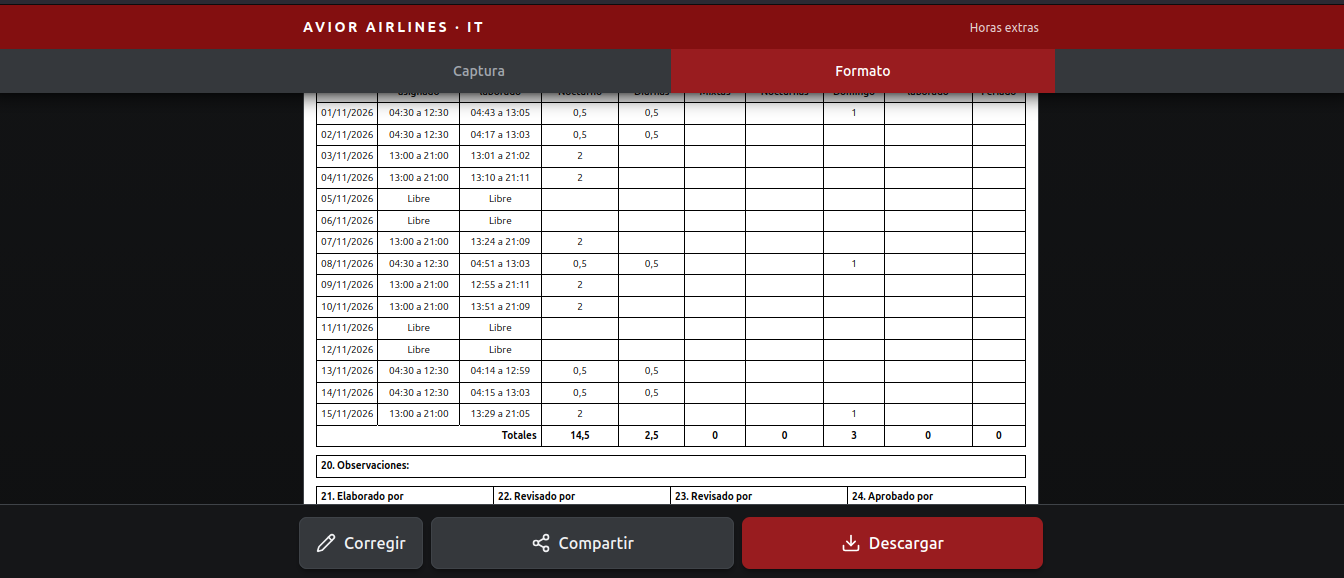 AVIOR AIRLINES · IT
Horas extras
Captura
Formato
asignado laborado Nocturno Diurnas Mixtas Nocturnas Domingo laborado Feriado
01/11/2026 04:30 a 12:30 04:43 a 13:05 0,5 0,5 1
02/11/2026 04:30 a 12:30 04:17 a 13:03 0,5 0,5
03/11/2026 13:00 a 21:00 13:01 a 21:02 2
04/11/2026 13:00 a 21:00 13:10 a 21:11 2
05/11/2026 Libre Libre
06/11/2026 Libre Libre
07/11/2026 13:00 a 21:00 13:24 a 21:09 2
08/11/2026 04:30 a 12:30 04:51 a 13:03 0,5 0,5 1
09/11/2026 13:00 a 21:00 12:55 a 21:11 2
10/11/2026 13:00 a 21:00 13:51 a 21:09 2
11/11/2026 Libre Libre
12/11/2026 Libre Libre
13/11/2026 04:30 a 12:30 04:14 a 12:59 0,5 0,5
14/11/2026 04:30 a 12:30 04:15 a 13:03 0,5 0,5
15/11/2026 13:00 a 21:00 13:29 a 21:05 2 1
Totales 14,5 2,5 0 0 3 0 0
20. Observaciones:
21. Elaborado por 22. Revisado por 23. Revisado por 24. Aprobado por
Corregir
Compartir
Descargar